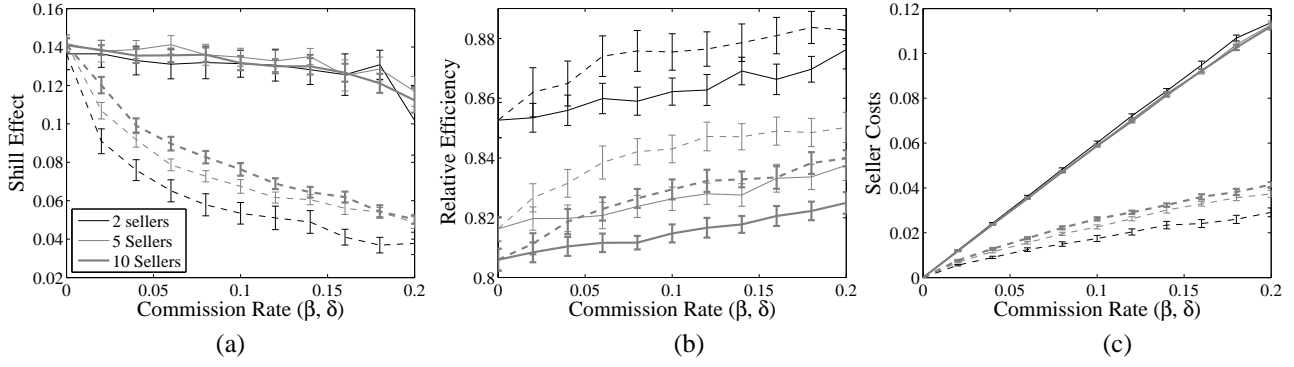 0.16
0.14
0.12
0.1
0.08
0.06
0.04
0.02
Shill Effect
2 sellers
5 Sellers
10 Sellers
0 0.05 0.1 0.15 0.2
Commission Rate (β, δ)
(a)
0.88
0.86
0.84
0.82
0.8
Relative Efficiency
0 0.05 0.1 0.15 0.2
Commission Rate (β, δ)
(b)
0.12
0.10
0.08
0.06
0.04
0.02
0.00
Seller Costs
0 0.05 0.1 0.15 0.2
Commission Rate (β, δ)
(c)